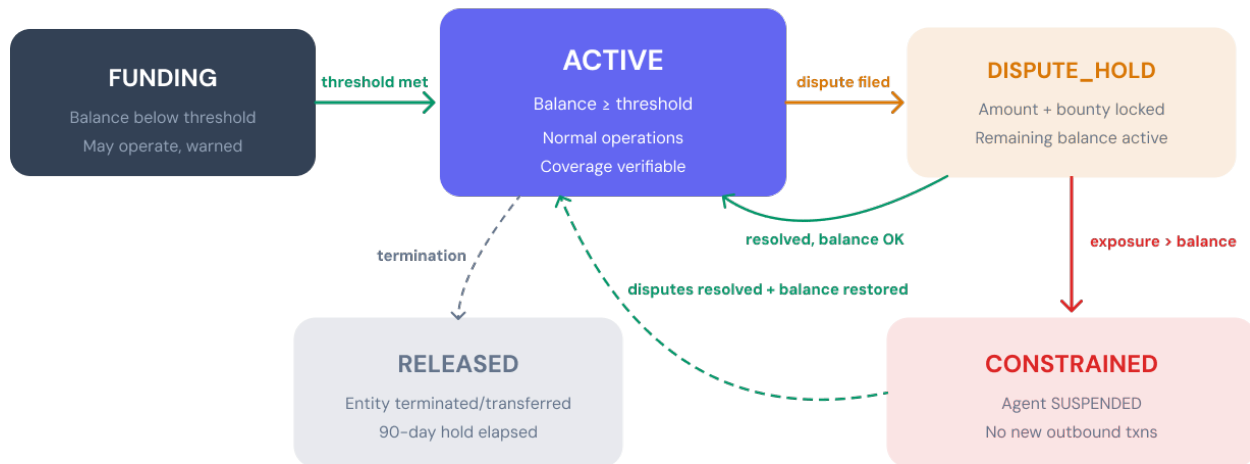 FUNDING
Balance below threshold
May operate, warned
threshold met
ACTIVE
Balance ≥ threshold
Normal operations
Coverage verifiable
dispute filed
DISPUTE_HOLD
Amount + bounty locked
Remaining balance active
resolved, balance OK
exposure > balance
termination
disputes resolved + balance restored
RELEASED
Entity terminated/transferred
90-day hold elapsed
CONSTRAINED
Agent SUSPENDED
No new outbound txns